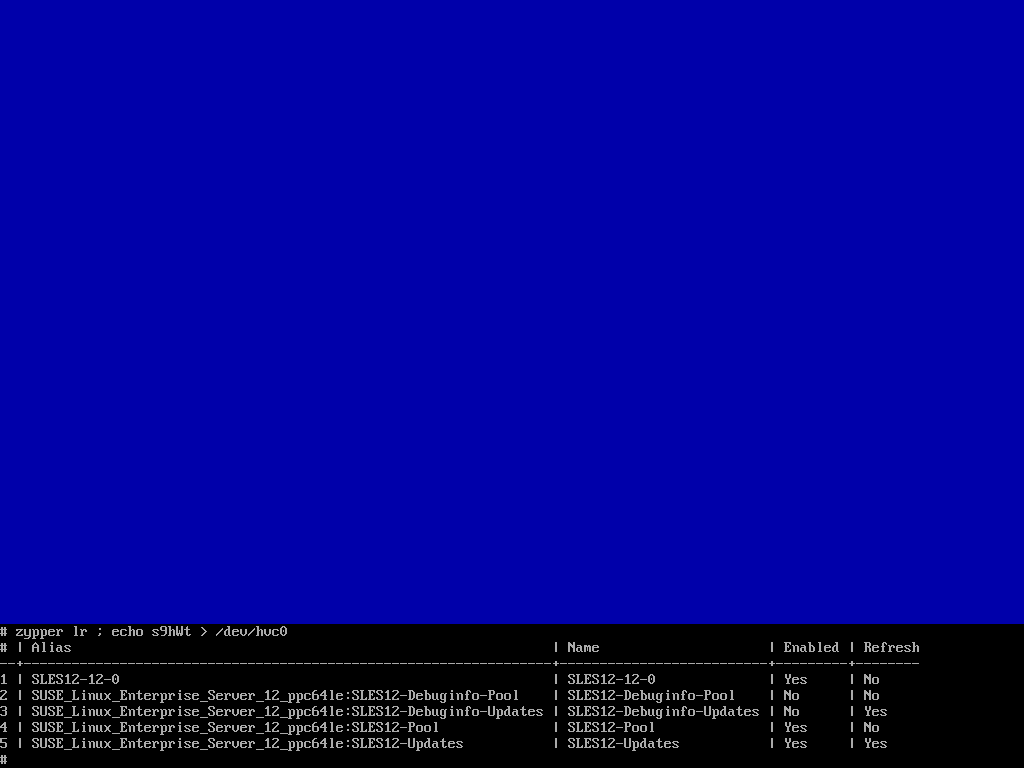 # zypper lr ; echo s9hWt > /dev/hvc0
# | Alias                                                            | Name                     | Enabled | Refresh
--+------------------------------------------------------------------+--------------------------+---------+--------
1 | SLES12-12-0                                                      | SLES12-12-0              | Yes     | No
2 | SUSE_Linux_Enterprise_Server_12_ppc64le:SLES12-Debuginfo-Pool    | SLES12-Debuginfo-Pool    | No      | No
3 | SUSE_Linux_Enterprise_Server_12_ppc64le:SLES12-Debuginfo-Updates | SLES12-Debuginfo-Updates | No      | Yes
4 | SUSE_Linux_Enterprise_Server_12_ppc64le:SLES12-Pool              | SLES12-Pool              | Yes     | No
5 | SUSE_Linux_Enterprise_Server_12_ppc64le:SLES12-Updates           | SLES12-Updates           | Yes     | Yes
#